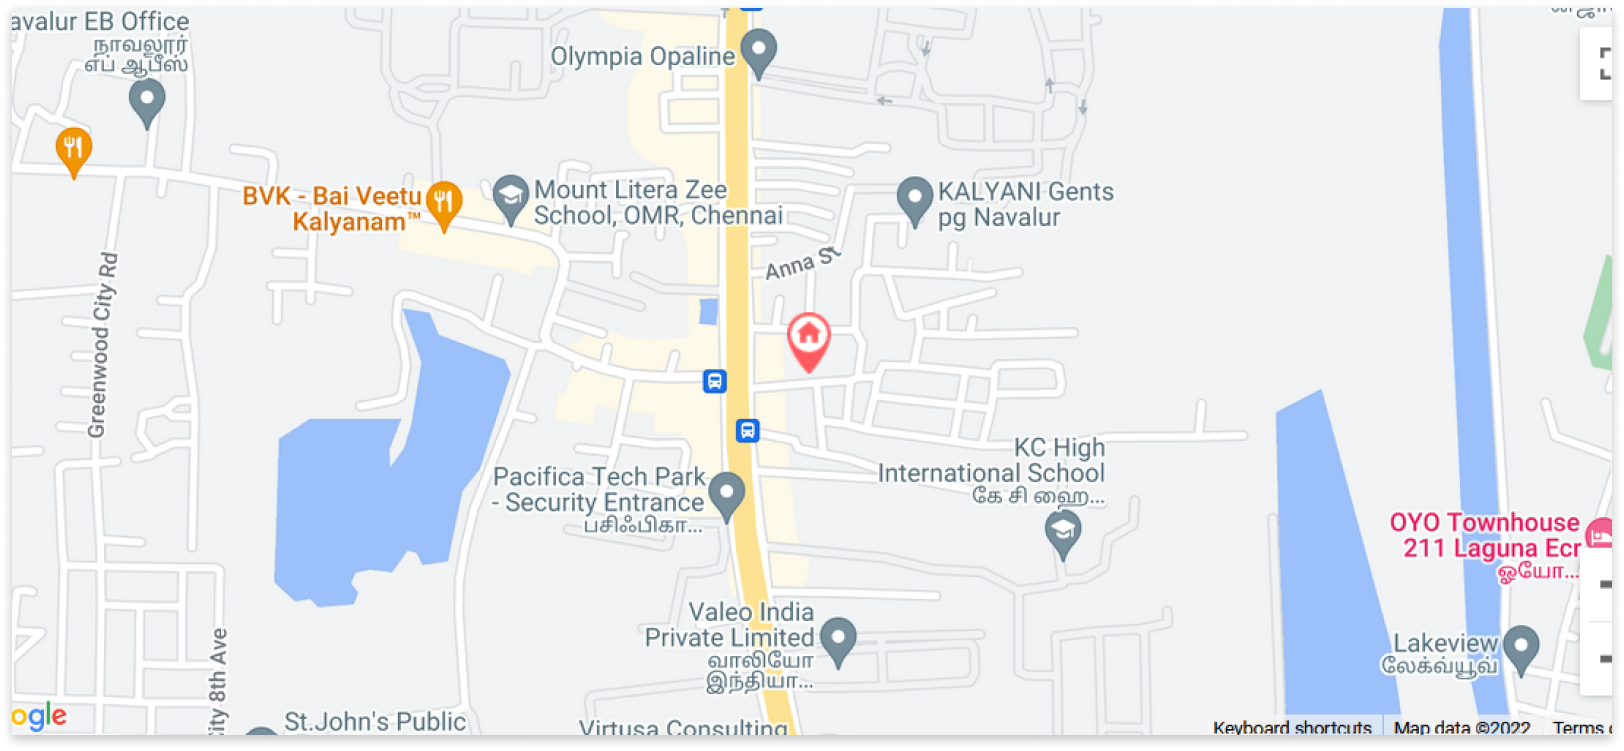 avalur EB Office
நாவலூர்
எப் ஆபீஸ்
Olympia Opaline
BVK - Bai Veetu
Kalyanam™
Mount Litera Zee
School, OMR, Chennai
KALYANI Gents
pg Navalur
Anna St
Greenwood City Rd
KC High
International School
கே சி ஹை...
Pacifica Tech Park
- Security Entrance
பசிஃபிகா...
OYO Townhouse
211 Laguna Ecr
ஓயோ...
Valeo India
Private Limited
வாலியோ
இந்தியா...
Lakeview
லேக்வ்யூவ்
ity 8th Ave
St.John's Public
Virtusa Consulting
ogle
Keyboard shortcuts
Map data ©2022
Terms